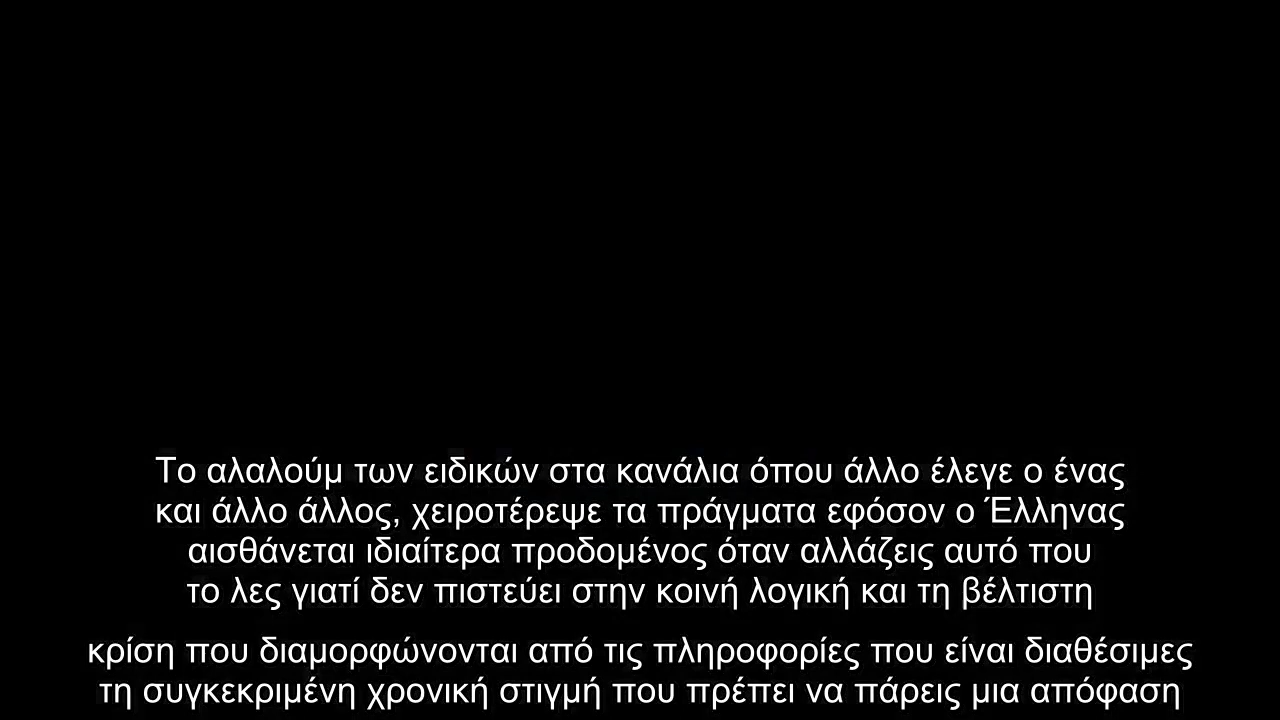 Το αλαλούμ των ειδικών στα κανάλια όπου άλλο έλεγε ο ένας
και άλλο άλλος, χειροτέρεψε τα πράγματα εφόσον ο Έλληνας
αισθάνεται ιδιαίτερα προδομένος όταν αλλάζεις αυτό που
το λες γιατί δεν πιστεύει στην κοινή λογική και τη βέλτιστη
κρίση που διαμορφώνονται από τις πληροφορίες που είναι διαθέσιμες
τη συγκεκριμένη χρονική στιγμή που πρέπει να πάρεις μια απόφαση